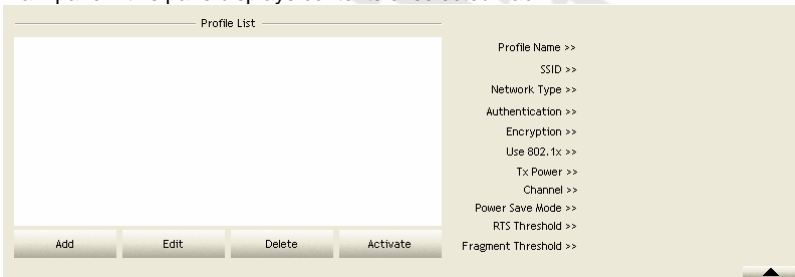 Profile List
Profile Name >>
SSID >>
Network Type >>
Authentication >>
Encryption >>
Use 802.1x >>
Tx Power >>
Channel >>
Power Save Mode >>
RTS Threshold >>
Fragment Threshold >>
Add Edit Delete Activate